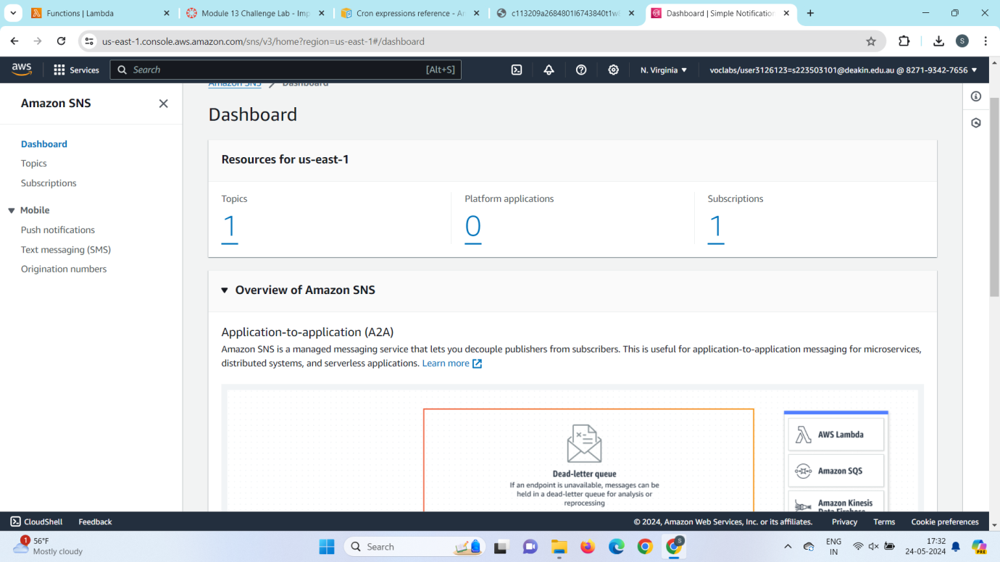 Functions | Lambda
Module 13 Challenge Lab - Imp
Cron expressions reference - Am
c113209a2684801l6743840t1w8
Dashboard | Simple Notification
us-east-1.console.aws.amazon.com/sns/v3/home?region=us-east-1#/dashboard
S
aws
Services
Search
[Alt+S]
N. Virginia
voclabs/user3126123=s223503101@deakin.edu.au @ 8271-9342-7656
Amazon SNS
Dashboard
Topics
Subscriptions
Mobile
Push notifications
Text messaging (SMS)
Origination numbers
Amazon SNS
Dashboard
Dashboard
Resources for us-east-1
Topics
1
Platform applications
0
Subscriptions
1
Overview of Amazon SNS
Application-to-application (A2A)
Amazon SNS is a managed messaging service that lets you decouple publishers from subscribers. This is useful for application-to-application messaging for microservices,
distributed systems, and serverless applications. Learn more
Dead-letter queue
If an endpoint is unavailable, messages can be
held in a dead-letter queue for analysis or
reprocessing
AWS Lambda
Amazon SQS
Amazon Kinesis
Data Firehose
CloudShell
Feedback
© 2024, Amazon Web Services, Inc. or its affiliates.
Privacy
Terms
Cookie preferences
1
56°F
Mostly cloudy
Search
S
ENG
IN
17:32
24-05-2024
PRE